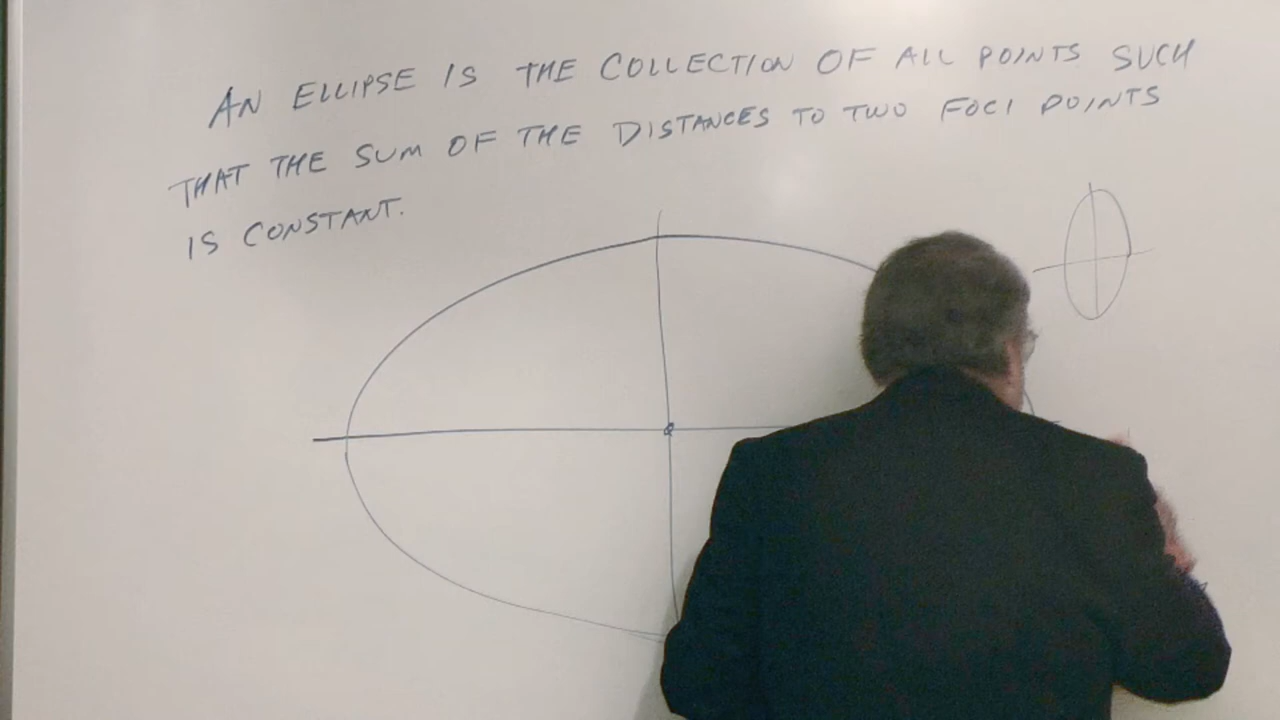 AN ELLIPSE IS THE COLLECTION OF ALL POINTS SUCH
THAT THE SUM OF THE DISTANCES TO TWO FOCI POINTS
IS CONSTANT.